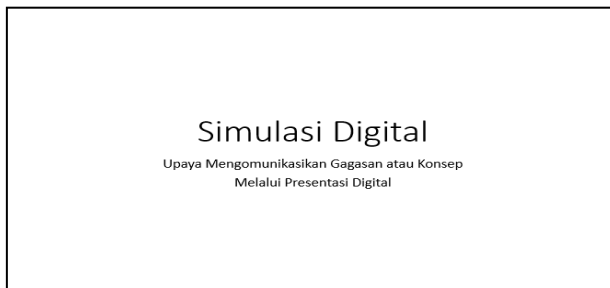 Simulasi Digital
Upaya Mengomunikasikan Gagasan atau Konsep
Melalui Presentasi Digital